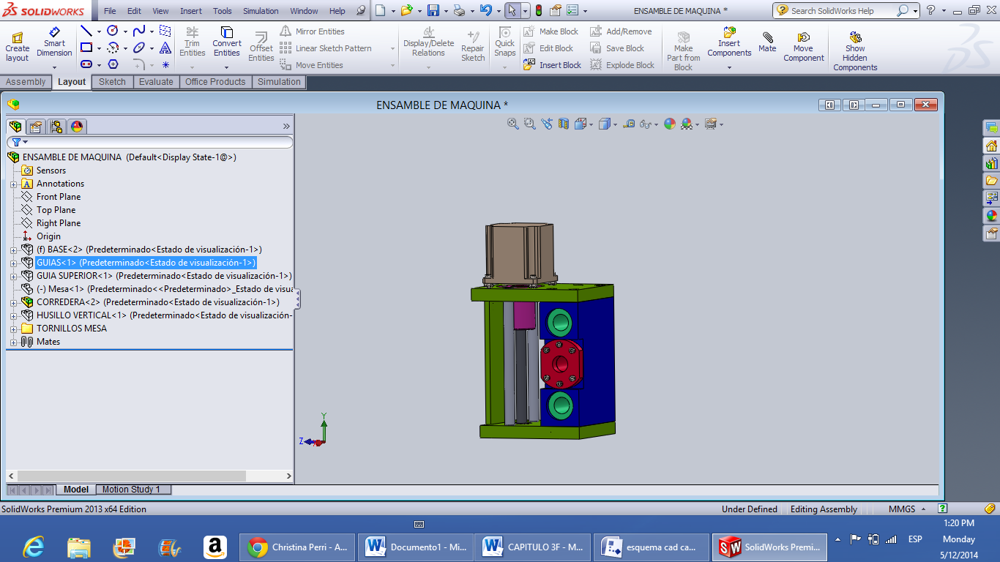 SOLIDWORKS File Edit View Insert Tools Simulation Window Help ENSAMBLE DE MAQUINA * Search SolidWorks Help
Create layout Smart Dimension Trim Entities Convert Entities Offset Entities Mirror Entities Linear Sketch Pattern Move Entities Display/Delete Relations Repair Sketch Quick Snaps Make Block Edit Block Insert Block Add/Remove Save Block Explode Block Make Part from Block Insert Components Mate Move Component Show Hidden Components
Assembly Layout Sketch Evaluate Office Products Simulation
ENSAMBLE DE MAQUINA *
ENSAMBLE DE MAQUINA (Default<Display State-1@>)
Sensors
A Annotations
Front Plane
Top Plane
Right Plane
Origin
(f) BASE<2> (Predeterminado<Estado de visualización-1>)
GUIAS<1> (Predeterminado<Estado de visualización-1>)
GUIA SUPERIOR<1> (Predeterminado<Estado de visualización-1>)
(-) Mesa<1> (Predeterminado<<Predeterminado>_Estado de visua
CORREDERA<2> (Predeterminado<Estado de visualización-1>)
HUSILLO VERTICAL<1> (Predeterminado<Estado de visualización-
TORNILLOS MESA
Mates
Y
Z
Model Motion Study 1
SolidWorks Premium 2013 x64 Edition Under Defined Editing Assembly MMGS
Christina Perri - A... Documento1 - Mi... CAPITULO 3F - M... esquema cad ca... SolidWorks Premi... ESP
1:20 PM
Monday
5/12/2014